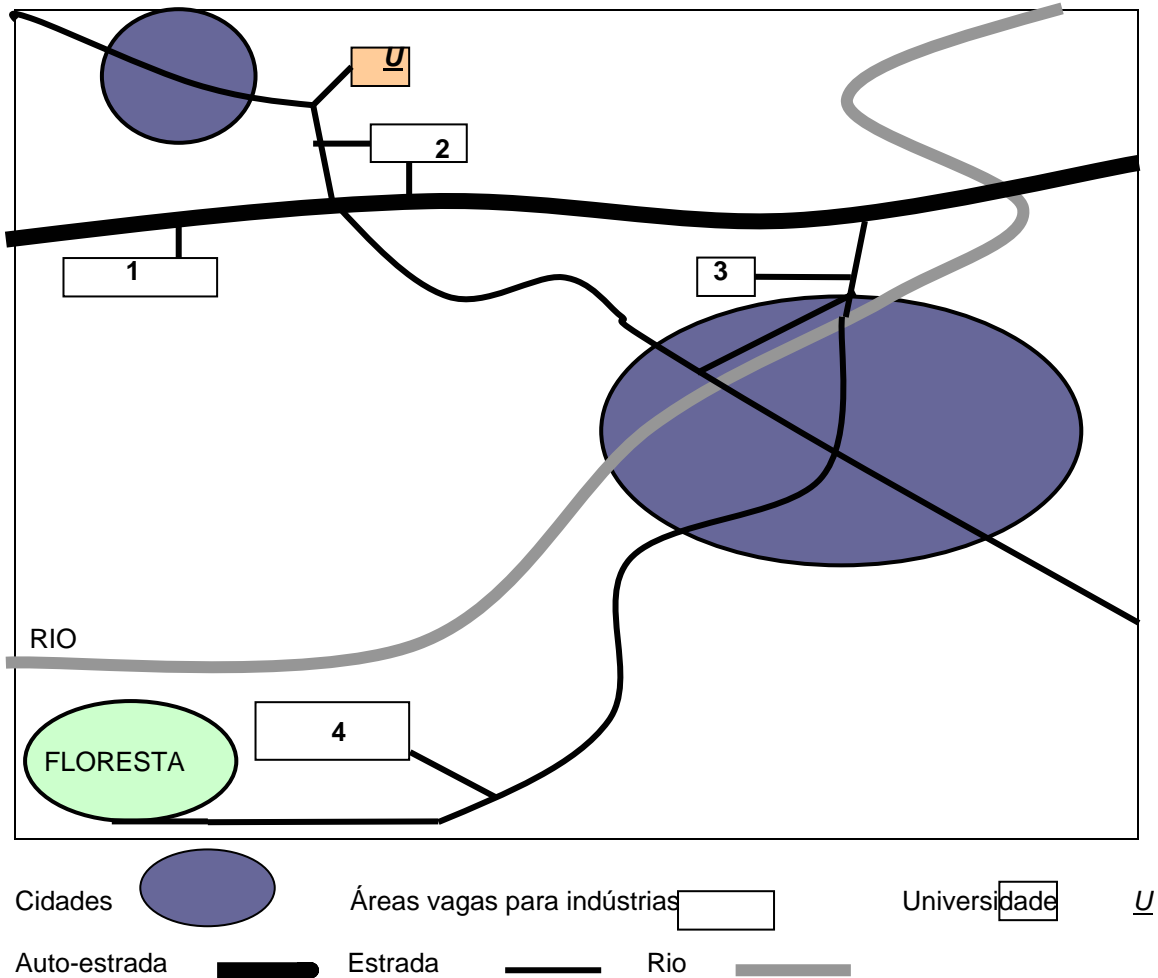 U
2
1
3
RIO
4
FLORESTA
Cidades Áreas vagas para indústrias Universidade U
Auto-estrada Estrada Rio